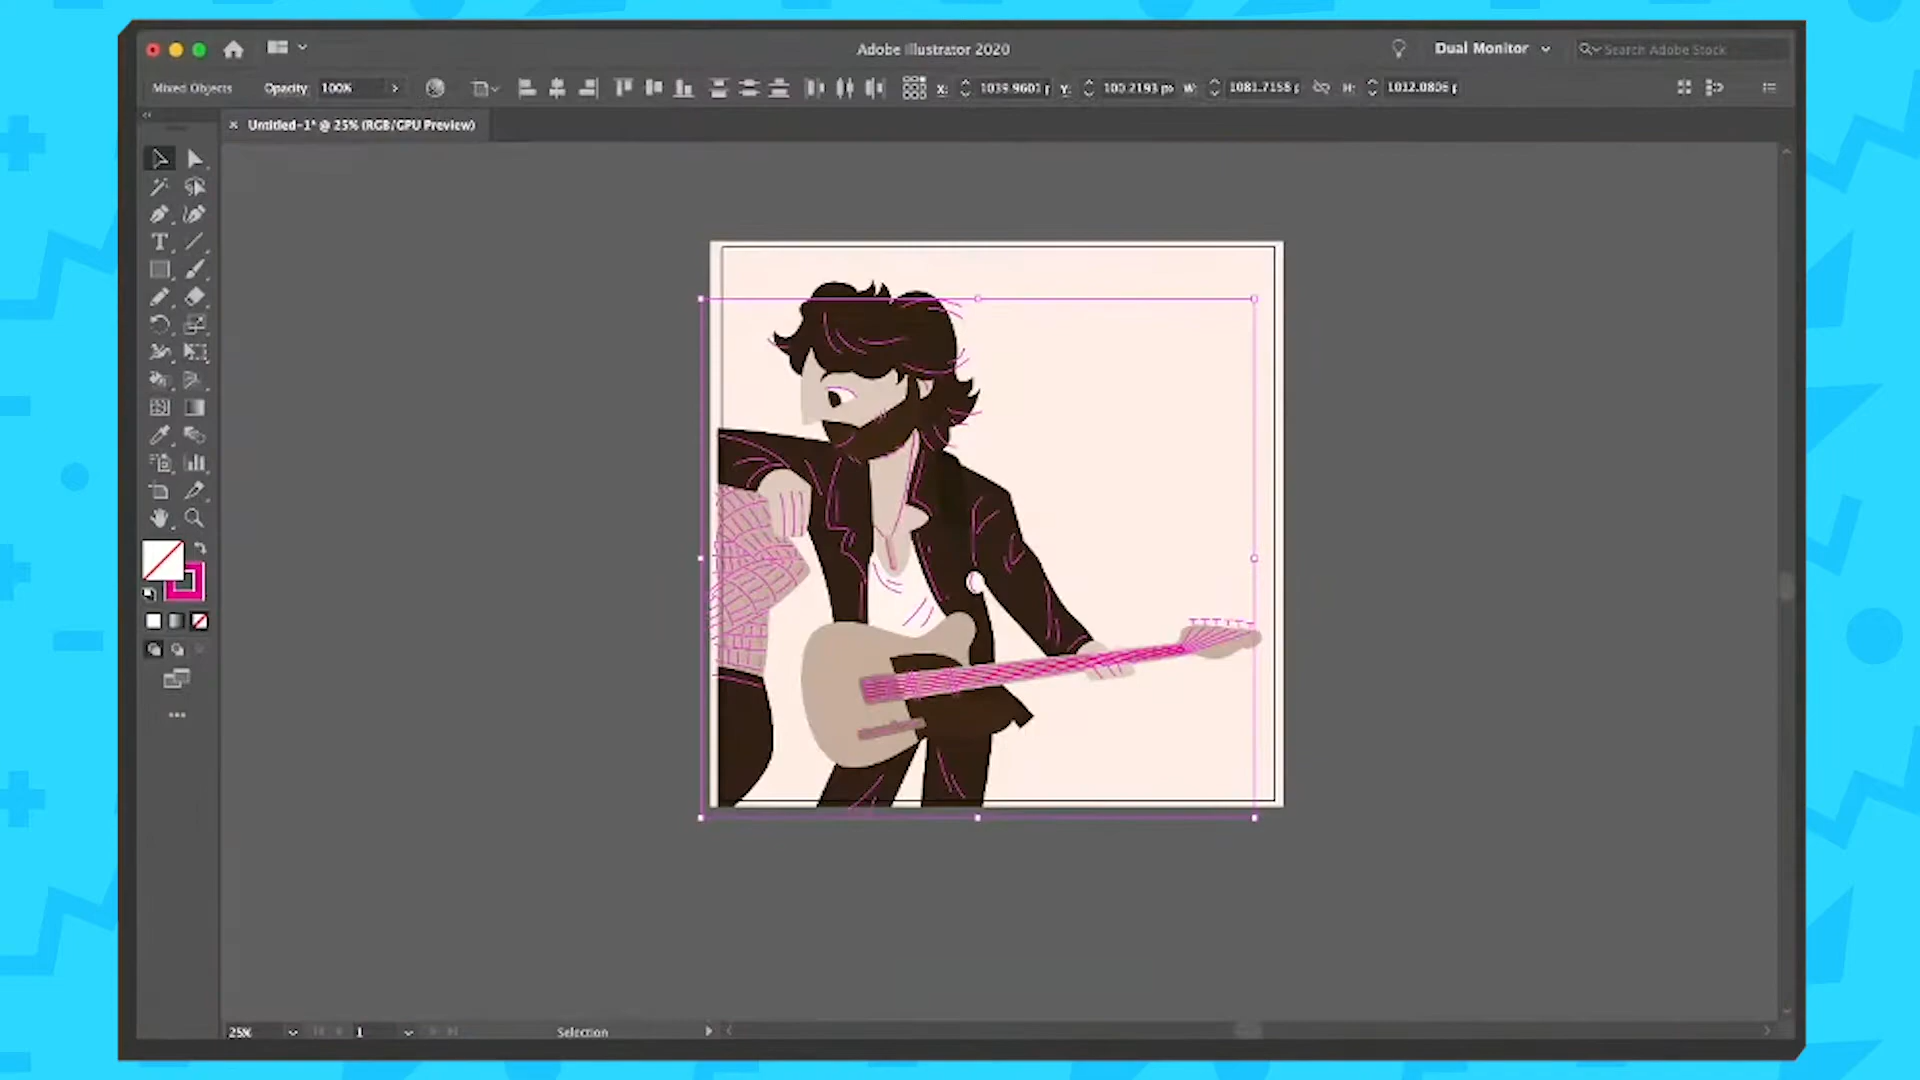 Adobe Illustrator 2020
Dual Monitor
Search Adobe Stock
Mixed Objects
Opacity
100%
X:
1039.9601 p
Y:
100.2193 px
W:
1081.7158 p
H:
1012.0806 p
Untitled-1* @ 25% (RGB/GPU Preview)
T
25%
1
Selection